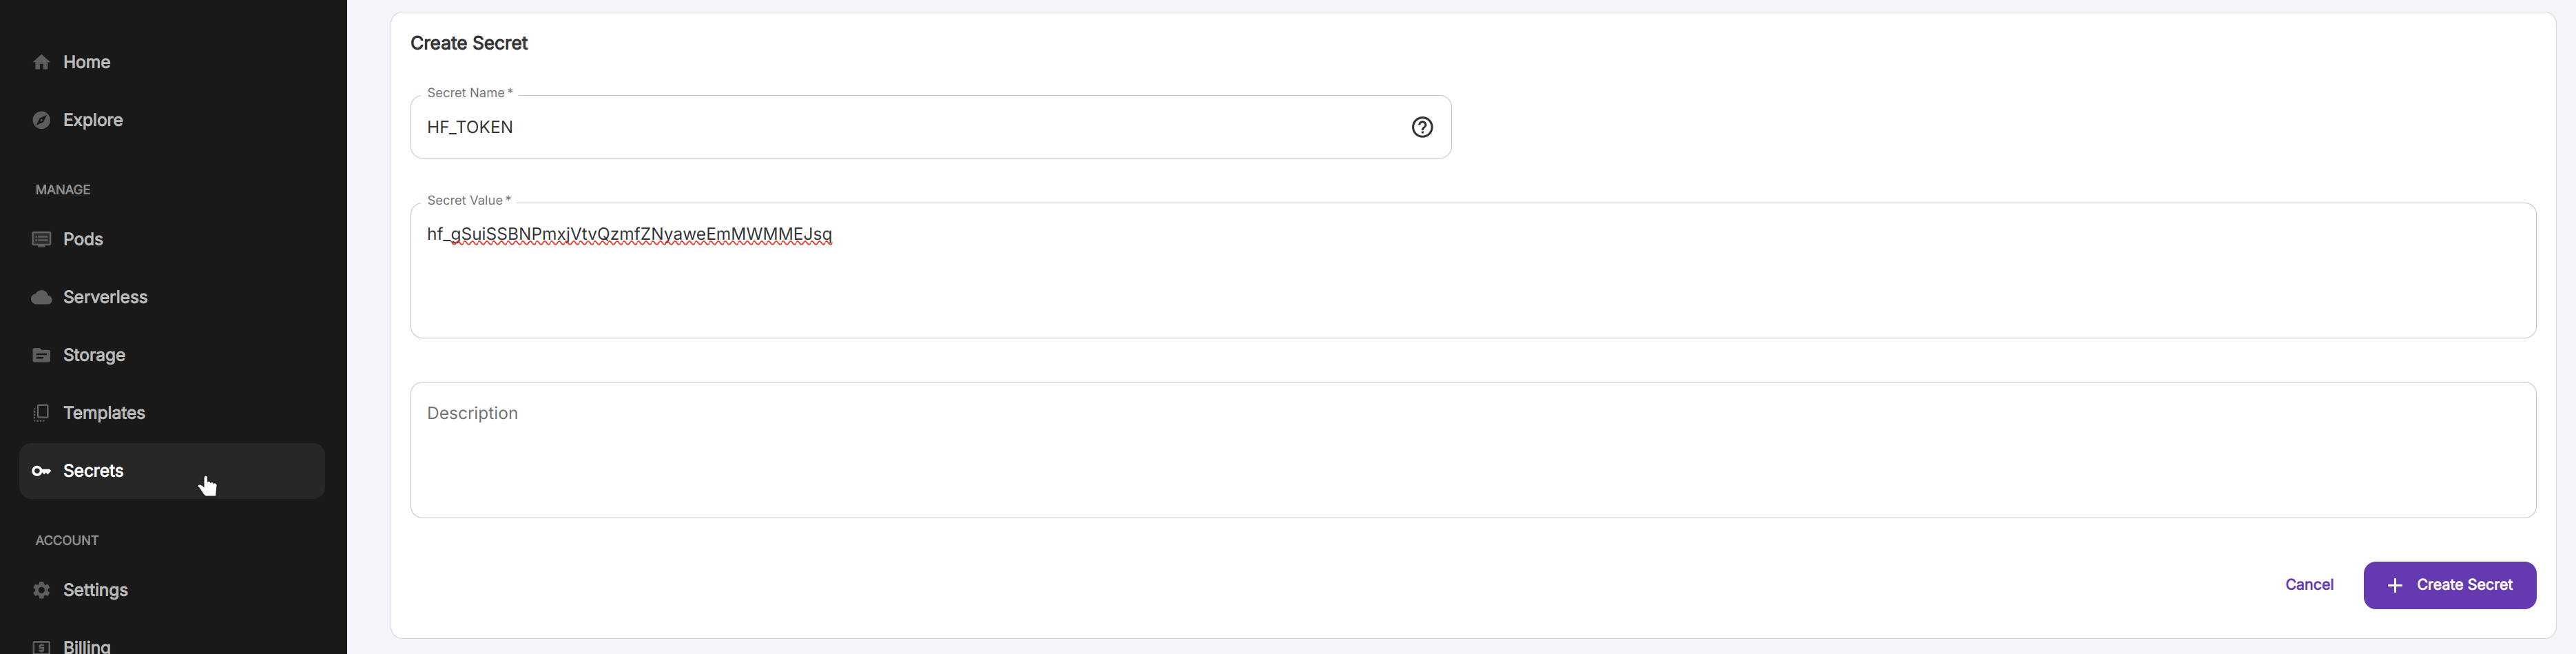 Home
Explore
MANAGE
Pods
Serverless
Storage
Templates
Secrets
ACCOUNT
Settings
Billing
Create Secret
Secret Name *
HF_TOKEN
Secret Value *
hf_gSuiSSBNPmxjVtvQzmfZNyaweEmMWMMEJsq
Description
Cancel
Create Secret